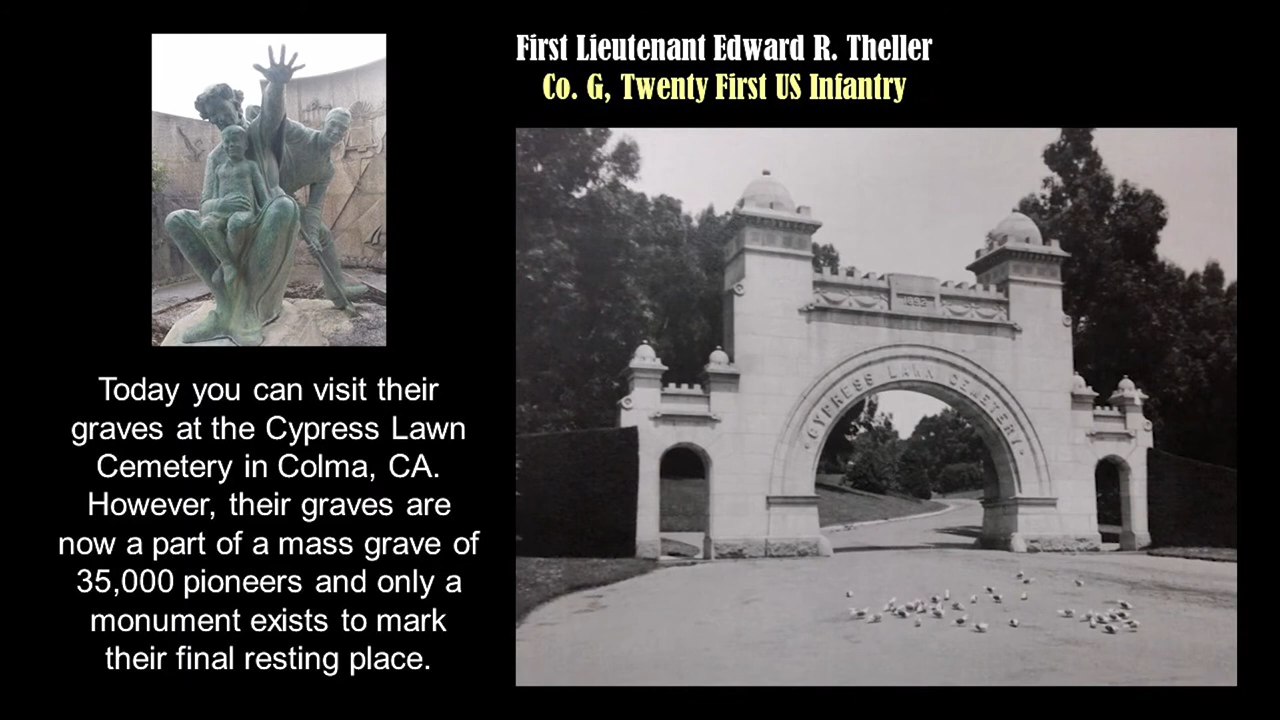 First Lieutenant Edward R. Theller
Co. G, Twenty First US Infantry
Today you can visit their
graves at the Cypress Lawn
Cemetery in Colma, CA.
However, their graves are
now a part of a mass grave of
35,000 pioneers and only a
monument exists to mark
their final resting place.
1892
CYPRESS LAWN CEMETERY